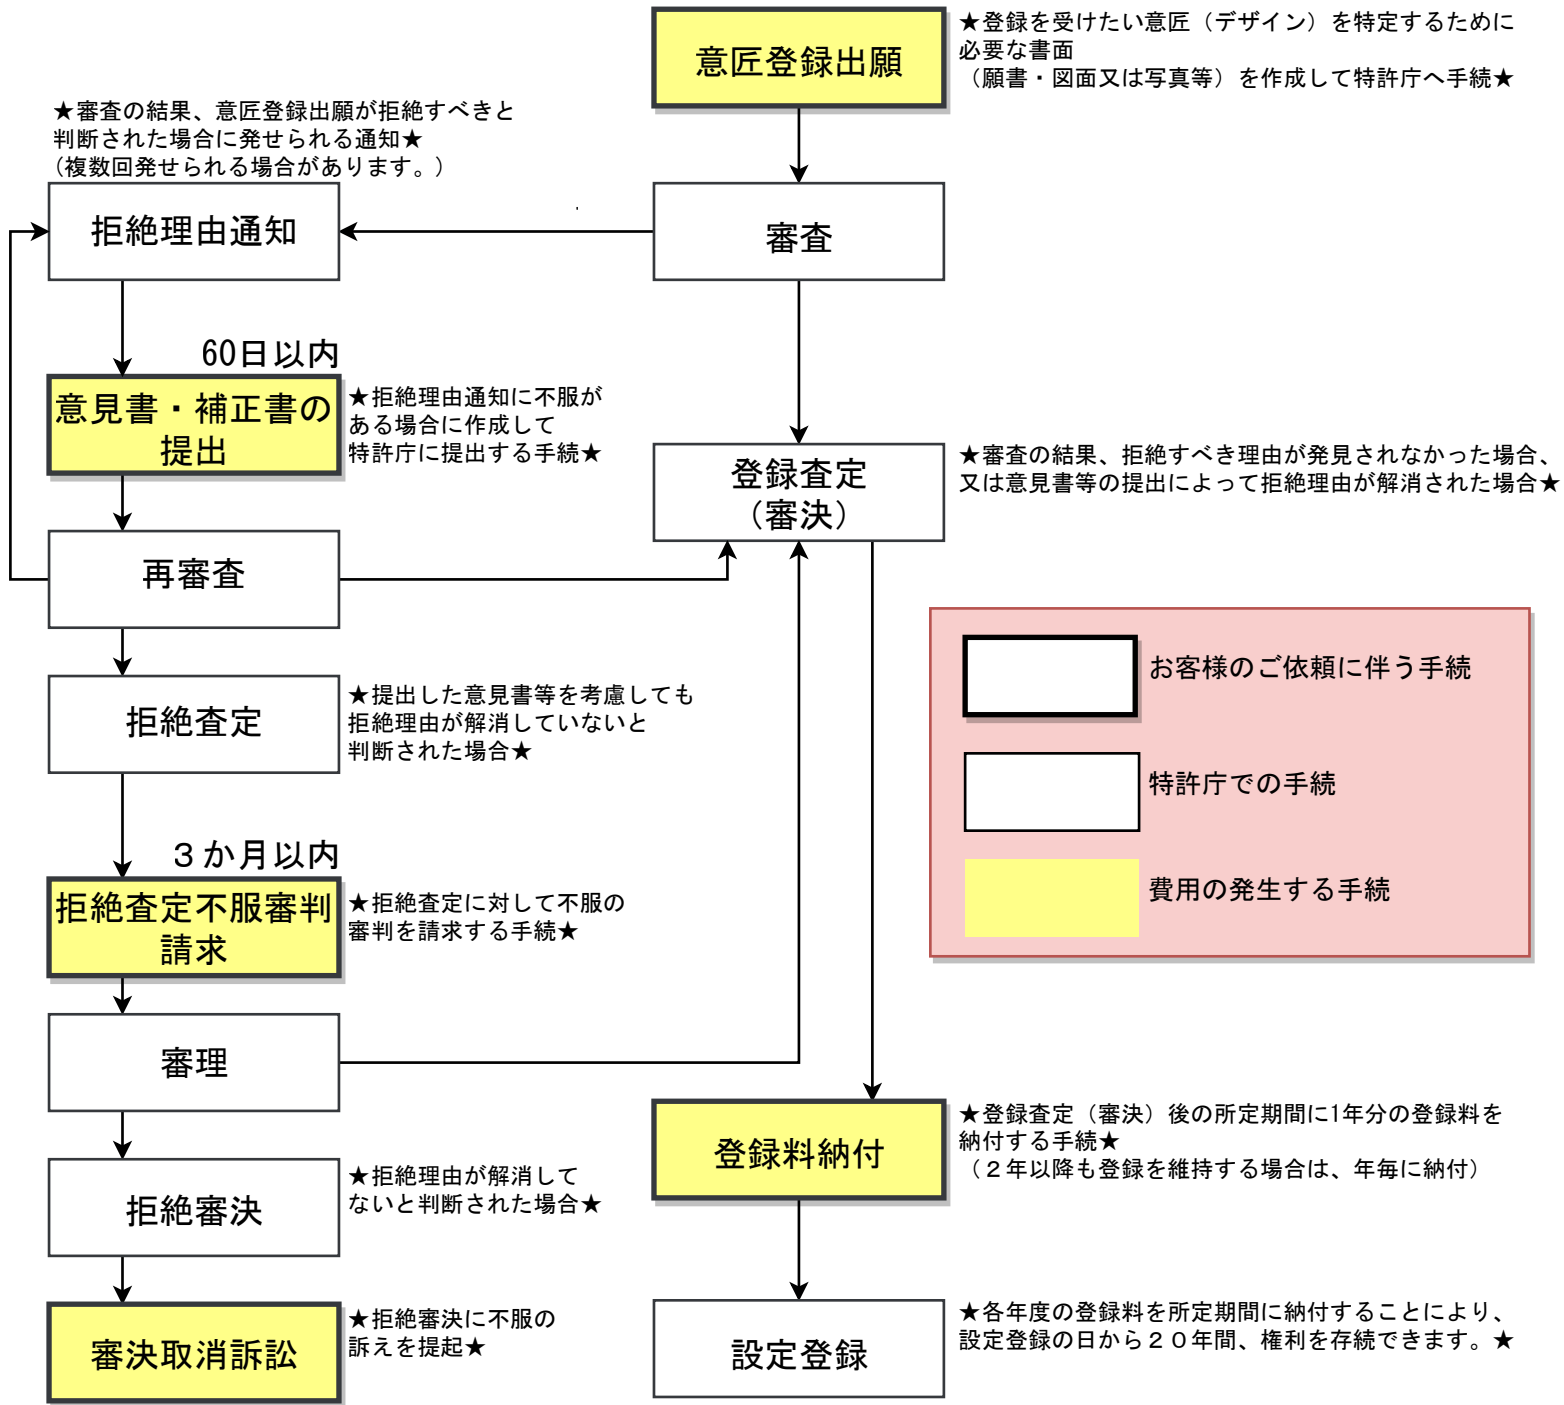 意匠登録出願
★登録を受けたい意匠（デザイン）を特定するために
必要な書面
（願書・図面又は写真等）を作成して特許庁へ手続★
★審査の結果、意匠登録出願が拒絶すべきと
判断された場合に発せられる通知★
（複数回発せられる場合があります。）
拒絶理由通知
審査
60日以内
意見書・補正書の
提出
★拒絶理由通知に不服が
ある場合に作成して
特許庁に提出する手続★
登録査定
（審決）
★審査の結果、拒絶すべき理由が発見されなかった場合、
又は意見書等の提出によって拒絶理由が解消された場合★
再審査
拒絶査定
★提出した意見書等を考慮しても
拒絶理由が解消していないと
判断された場合★
お客様のご依頼に伴う手続
特許庁での手続
費用の発生する手続
３か月以内
拒絶査定不服審判
請求
★拒絶査定に対して不服の
審判を請求する手続★
審理
登録料納付
★登録査定（審決）後の所定期間に1年分の登録料を
納付する手続★
（２年以降も登録を維持する場合は、年毎に納付）
拒絶審決
★拒絶理由が解消して
ないと判断された場合★
審決取消訴訟
★拒絶審決に不服の
訴えを提起★
設定登録
★各年度の登録料を所定期間に納付することにより、
設定登録の日から２０年間、権利を存続できます。★